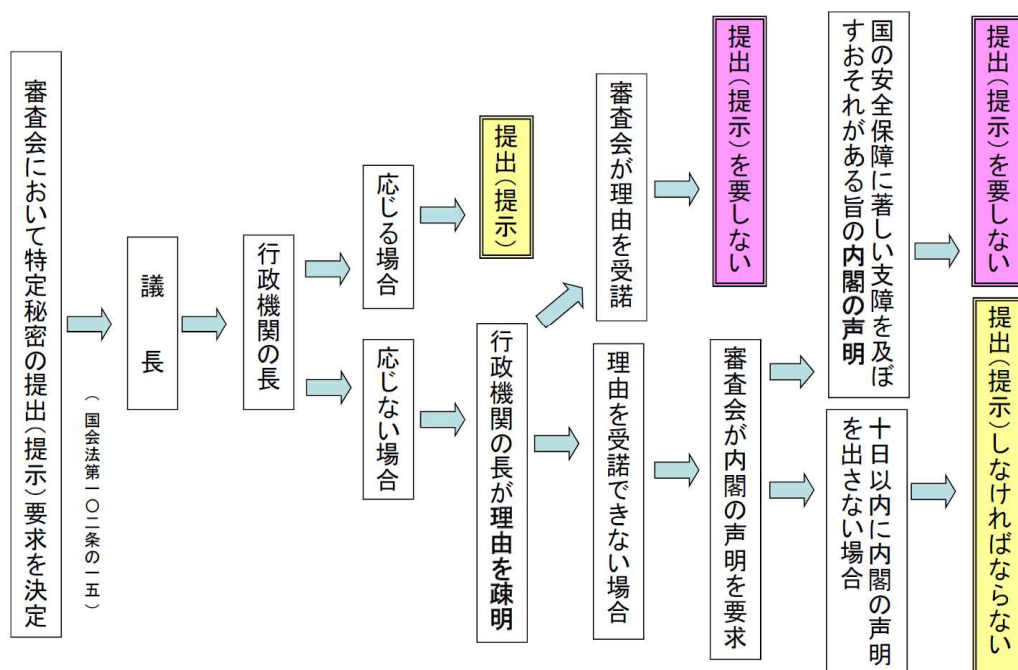 審査会において特定秘密の提出（提示）要求を決定
（国会法第一〇二条の一五）
議　長
行政機関の長
応じる場合
提出（提示）
応じない場合
行政機関の長が理由を疎明
審査会が理由を受諾
提出（提示）を要しない
理由を受諾できない場合
審査会が内閣の声明を要求
国の安全保障に著しい支障を及ぼ
すおそれがある旨の内閣の声明
提出（提示）を要しない
十日以内に内閣の声明
を出さない場合
提出（提示）しなければならない